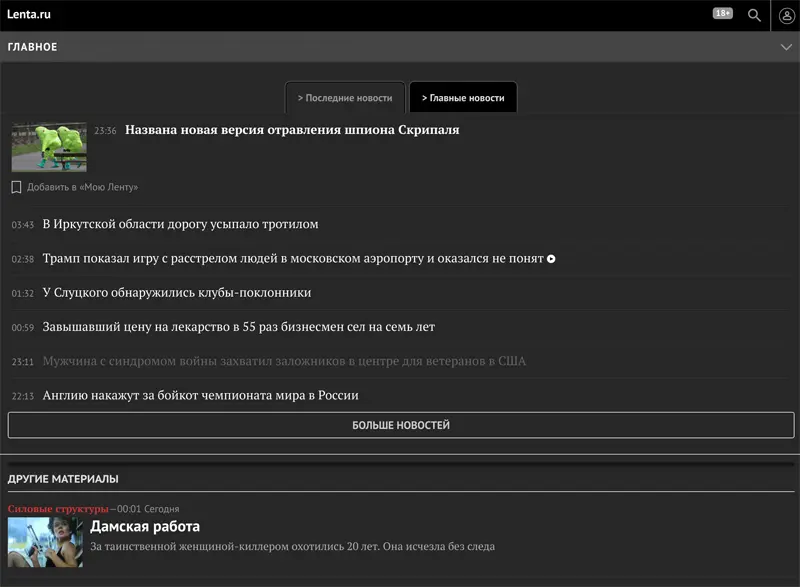 Lenta.ru
18+
ГЛАВНОЕ
> Последние новости
> Главные новости
23:36 Названа новая версия отравления шпиона Скрипаля
Добавить в «Мою Ленту»
03:43 В Иркутской области дорогу усыпало тротилом
02:38 Трамп показал игру с расстрелом людей в московском аэропорту и оказался не понят
01:32 У Слуцкого обнаружились клубы-поклонники
00:59 Завышавший цену на лекарство в 55 раз бизнесмен сел на семь лет
23:11 Мужчина с синдромом войны захватил заложников в центре для ветеранов в США
22:13 Англию накажут за бойкот чемпионата мира в России
БОЛЬШЕ НОВОСТЕЙ
ДРУГИЕ МАТЕРИАЛЫ
Силовые структуры—00:01 Сегодня
Дамская работа
За таинственной женщиной-киллером охотились 20 лет. Она исчезла без следа